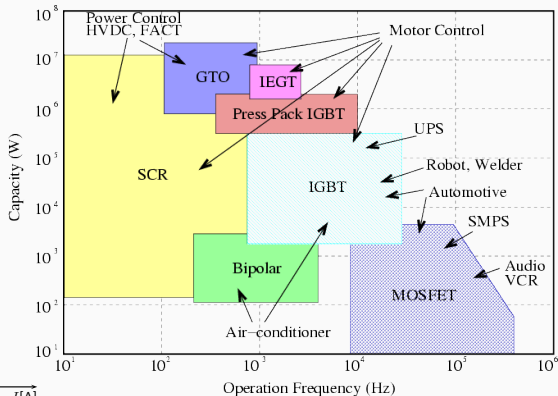 10^8
Power Control
HVDC, FACT
Motor Control
10^7
GTO
IEGT
10^6
Press Pack IGBT
UPS
Capacity (W)
10^5
Robot, Welder
SCR
IGBT
Automotive
10^4
SMPS
10^3
Bipolar
Audio
VCR
MOSFET
10^2
Air-conditioner
10^1
10^1 10^2 10^3 10^4 10^5 10^6
Operation Frequency (Hz)